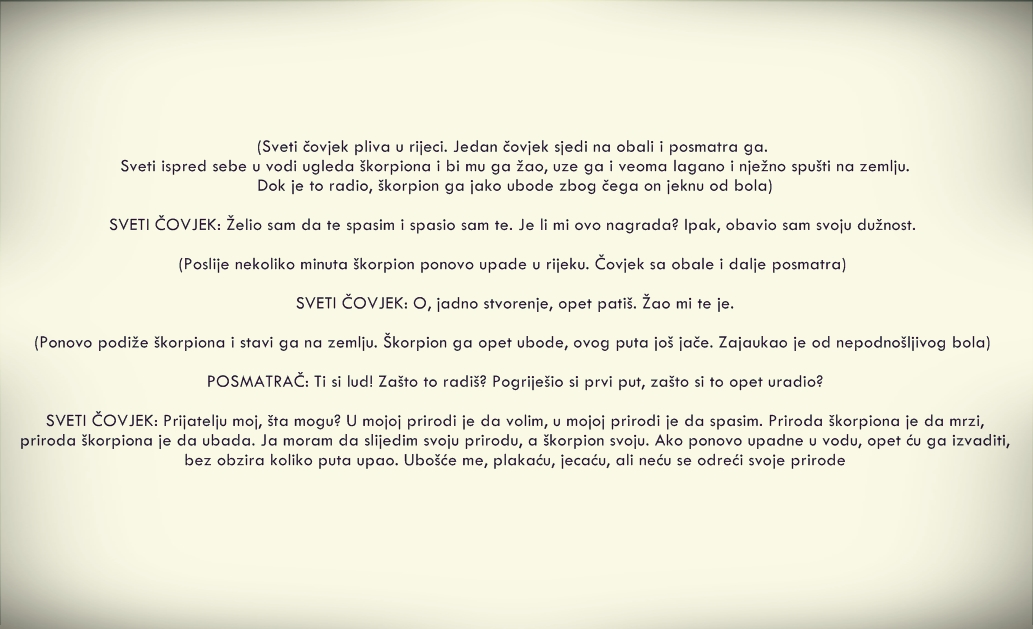 (Sveti čovjek pliva u rijeci. Jedan čovjek sjedi na obali i posmatra ga.
Sveti ispred sebe u vodi ugleda škorpiona i bi mu ga žao, uze ga i veoma lagano i nježno spušti na zemlju.
Dok je to radio, škorpion ga jako ubode zbog čega on jeknu od bola)
SVETI ČOVJEK: Želio sam da te spasim i spasio sam te. Je li mi ovo nagrada? Ipak, obavio sam svoju dužnost.
(Poslije nekoliko minuta škorpion ponovo upade u rijeku. Čovjek sa obale i dalje posmatra)
SVETI ČOVJEK: O, jadno stvorenje, opet patiš. Žao mi te je.
(Ponovo podiže škorpiona i stavi ga na zemlju. Škorpion ga opet ubode, ovog puta još jače. Zajaukao je od nepodnošljivog bola)
POSMATRAČ: Ti si lud! Zašto to radiš? Pogriješio si prvi put, zašto si to opet uradio?
SVETI ČOVJEK: Prijatelju moj, šta mogu? U mojoj prirodi je da volim, u mojoj prirodi je da spasim. Priroda škorpiona je da mrzi,
priroda škorpiona je da ubada. Ja moram da slijedim svoju prirodu, a škorpion svoju. Ako ponovo upadne u vodu, opet ću ga izvaditi,
bez obzira koliko puta upao. Ubošće me, plakaću, jecaću, ali neću se odreći svoje prirode